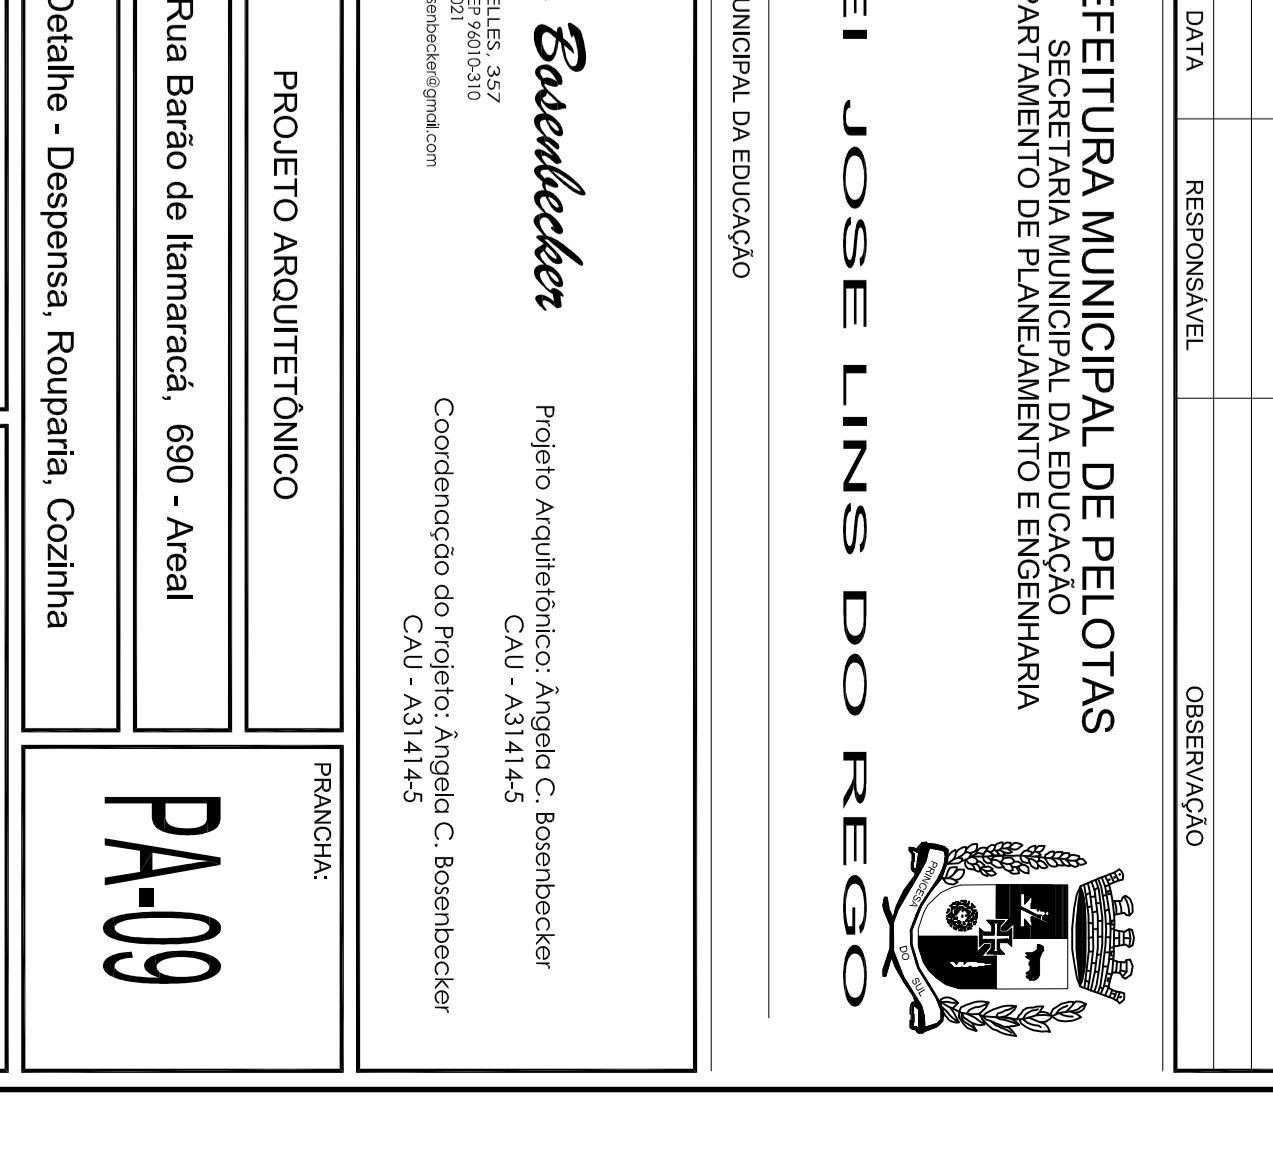 DATA RESPONSÁVEL OBSERVAÇÃO
EFEITURA MUNICIPAL DE PELOTAS
SECRETARIA MUNICIPAL DA EDUCAÇÃO
PARTAMENTO DE PLANEJAMENTO E ENGENHARIA
PRINCESA DO SUL
EI JOSE LINS DO REGO
UNICIPAL DA EDUCAÇÃO
Bosenbecker
ELLES, 357
EP 96010-310
021
senbecker@gmail.com
Projeto Arquitetônico: Ângela C. Bosenbecker
CAU - A31414-5
Coordenação do Projeto: Ângela C. Bosenbecker
CAU - A31414-5
PROJETO ARQUITETÔNICO
Rua Barão de Itamaracá, 690 - Areal
Detalhe - Despensa, Rouparia, Cozinha
PRANCHA:
PA-09